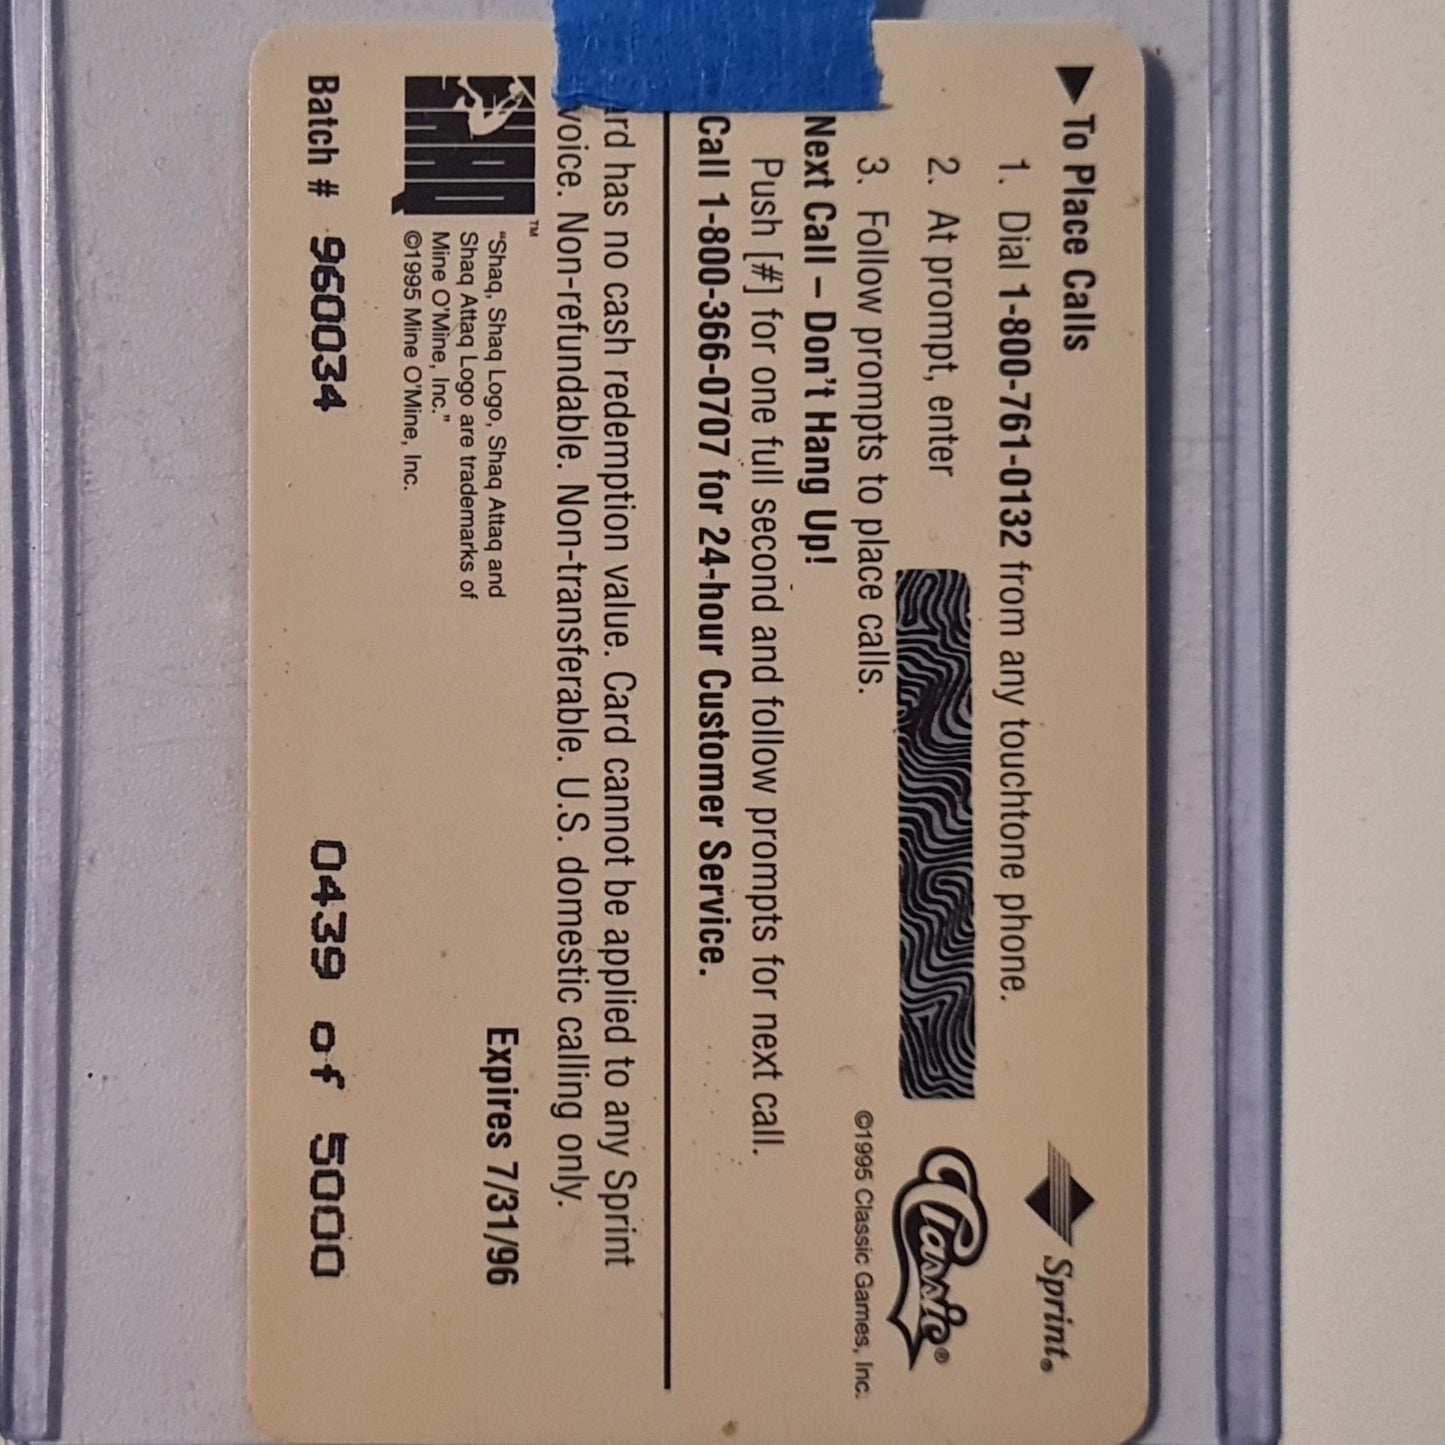 To Place Calls
Sprint®
1. Dial 1-800-761-0132 from any touchtone phone.
2. At prompt, enter
Classic®
3. Follow prompts to place calls.
©1995 Classic Games, Inc.
Next Call – Don't Hang Up!
Push [#] for one full second and follow prompts for next call.
Call 1-800-366-0707 for 24-hour Customer Service.
has no cash redemption value. Card cannot be applied to any Sprint
voice. Non-refundable. Non-transferable. U.S. domestic calling only.
TM
"Shaq, Shaq Logo, Shaq Attaq and
Shaq Attaq Logo are trademarks of
Mine O'Mine, Inc."
©1995 Mine O'Mine, Inc.
Expires 7/31/96
Batch # 960034 0439 of 5000